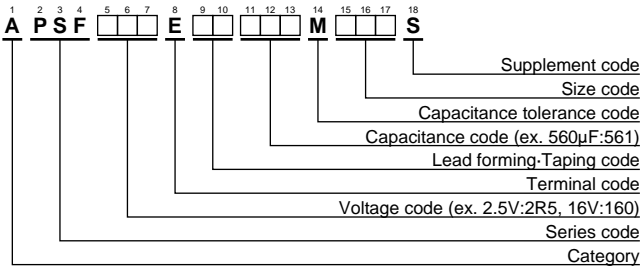 1 2 3 4 5 6 7 8 9 10 11 12 13 14 15 16 17 18
A P S F E M S
Supplement code
Size code
Capacitance tolerance code
Capacitance code (ex. 560µF:561)
Lead forming·Taping code
Terminal code
Voltage code (ex. 2.5V:2R5, 16V:160)
Series code
Category